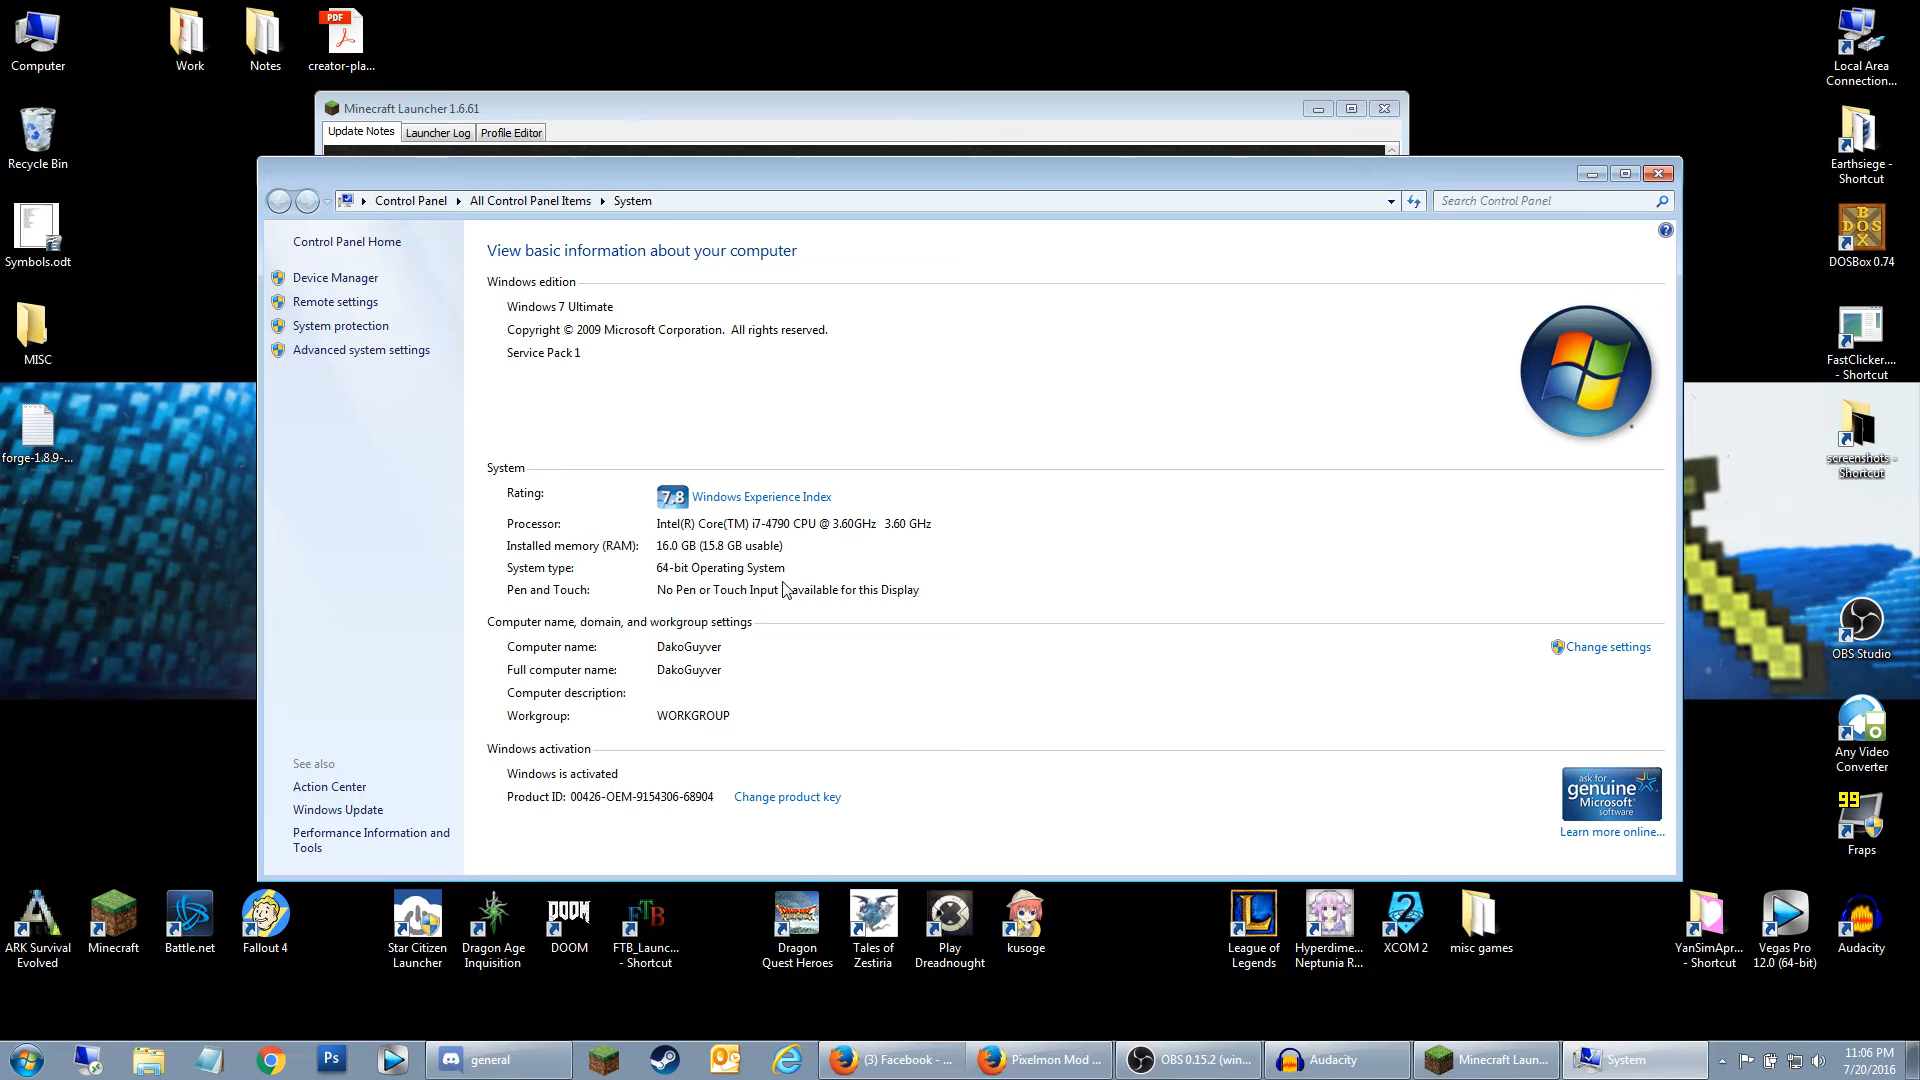 Computer
Work
Notes
PDF
creator-pla...
Local Area
Connection...
Minecraft Launcher 1.6.61
Update Notes
Launcher Log
Profile Editor
Recycle Bin
Earthsiege -
Shortcut
Control Panel
All Control Panel Items
System
Search Control Panel
Symbols.odt
DOS
BOX
DOSBox 0.74
Control Panel Home
Device Manager
Remote settings
System protection
Advanced system settings
View basic information about your computer
Windows edition
Windows 7 Ultimate
Copyright © 2009 Microsoft Corporation.  All rights reserved.
Service Pack 1
MISC
FastClicker....
- Shortcut
forge-1.8.9-...
screenshots -
Shortcut
System
Rating:
7.8 Windows Experience Index
Processor:
Intel(R) Core(TM) i7-4790 CPU @ 3.60GHz   3.60 GHz
Installed memory (RAM):
16.0 GB (15.8 GB usable)
System type:
64-bit Operating System
Pen and Touch:
No Pen or Touch Input available for this Display
Computer name, domain, and workgroup settings
Computer name:
DakoGuyver
Change settings
Full computer name:
DakoGuyver
Computer description:
Workgroup:
WORKGROUP
OBS Studio
Windows activation
Windows is activated
Product ID: 00426-OEM-9154306-68904
Change product key
ask for
genuine
Microsoft
software
Learn more online...
See also
Action Center
Windows Update
Performance Information and
Tools
Any Video
Converter
99
Fraps
ARK Survival
Evolved
Minecraft
Battle.net
Fallout 4
Star Citizen
Launcher
Dragon Age
Inquisition
DOOM
DOOM
FTB
FTB_Launc...
- Shortcut
Dragon
Quest Heroes
Tales of
Zestiria
Play
Dreadnought
kusoge
L
League of
Legends
Hyperdime...
Neptunia R...
2
XCOM 2
misc games
YanSimApr...
- Shortcut
Vegas Pro
12.0 (64-bit)
Audacity
Ps
general
(3) Facebook - ...
Pixelmon Mod ...
OBS 0.15.2 (win...
Audacity
Minecraft Laun...
System
11:06 PM
7/20/2016